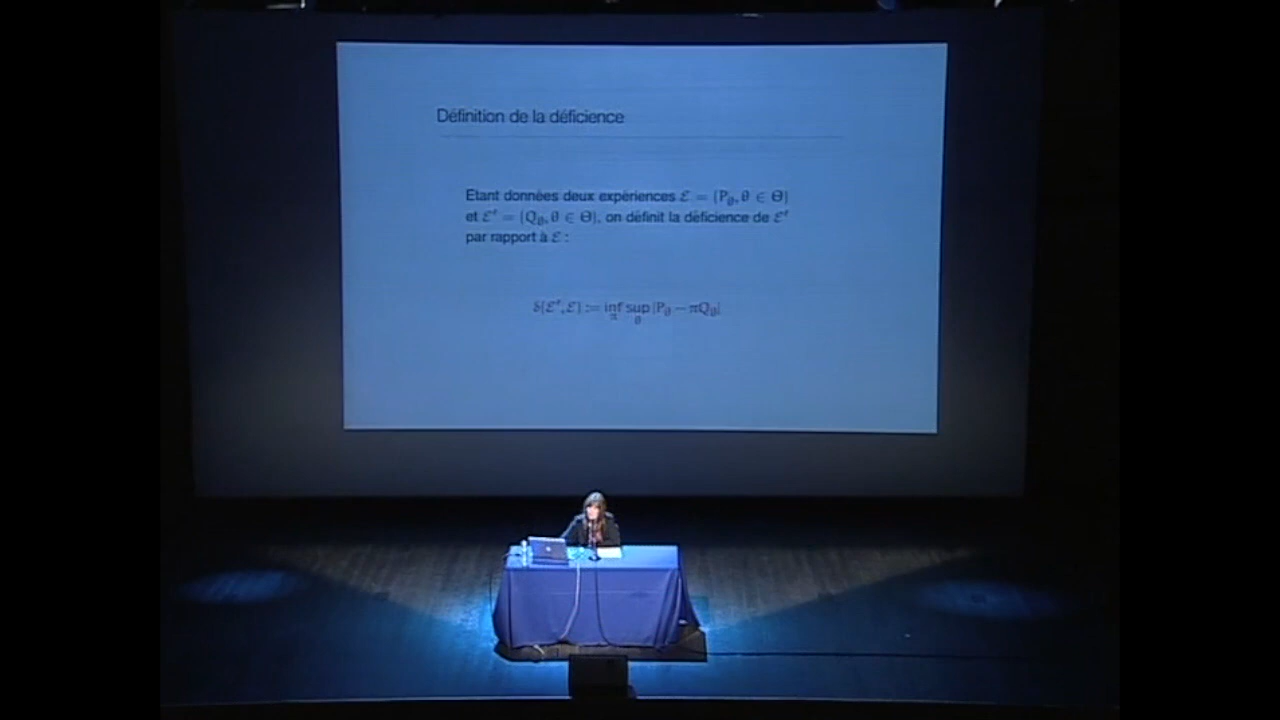 Définition de la déficience
Etant données deux expériences ℰ = {P_θ, θ ∈ Θ}
et ℰ′ = {Q_θ, θ ∈ Θ}, on définit la déficience de ℰ′
par rapport à ℰ :
δ(ℰ′, ℰ) := inf_π sup_θ |P_θ − πQ_θ|